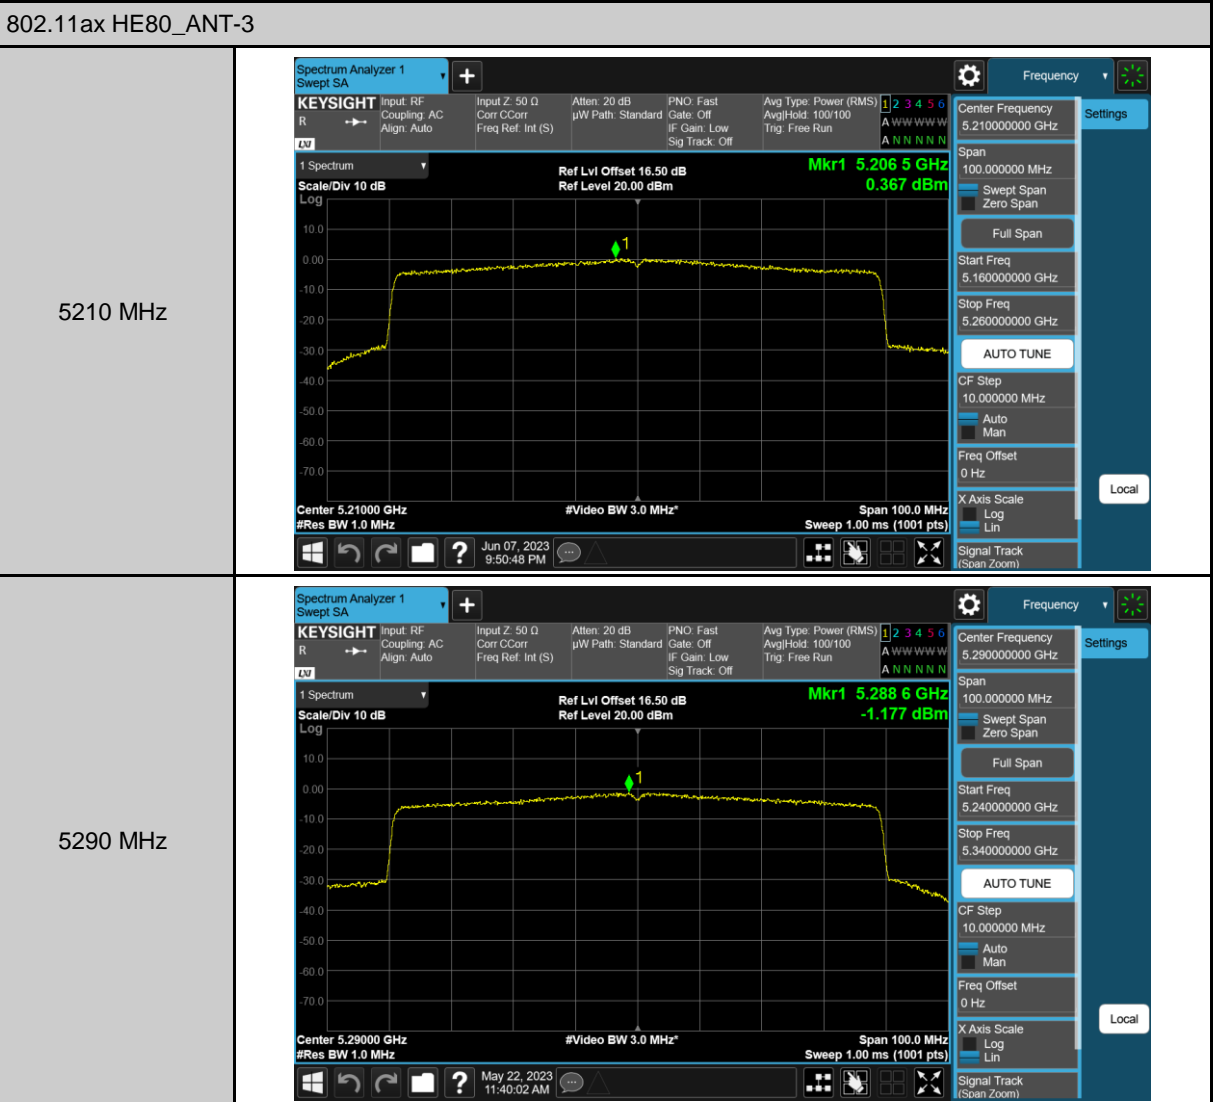 802.11ax HE80_ANT-3
5210 MHz
Spectrum Analyzer 1
Swept SA
Frequency
KEYSIGHT
R
LXI
Input: RF
Coupling: AC
Align: Auto
Input Z: 50 Ω
Corr CCorr
Freq Ref: Int (S)
Atten: 20 dB
µW Path: Standard
PNO: Fast
Gate: Off
IF Gain: Low
Sig Track: Off
Avg Type: Power (RMS)
Avg|Hold: 100/100
Trig: Free Run
1 2 3 4 5 6
A W W W W W
A N N N N N
1 Spectrum
Scale/Div 10 dB
Log
Ref Lvl Offset 16.50 dB
Ref Level 20.00 dBm
Mkr1 5.206 5 GHz
0.367 dBm
1
10.0
0.00
-10.0
-20.0
-30.0
-40.0
-50.0
-60.0
-70.0
Center 5.21000 GHz
#Res BW 1.0 MHz
#Video BW 3.0 MHz*
Span 100.0 MHz
Sweep 1.00 ms (1001 pts)
?
Jun 07, 2023
9:50:48 PM
Center Frequency
5.210000000 GHz
Settings
Span
100.000000 MHz
Swept Span
Zero Span
Full Span
Start Freq
5.160000000 GHz
Stop Freq
5.260000000 GHz
AUTO TUNE
CF Step
10.000000 MHz
Auto
Man
Freq Offset
0 Hz
X Axis Scale
Log
Lin
Local
Signal Track
(Span Zoom)
5290 MHz
Spectrum Analyzer 1
Swept SA
Frequency
KEYSIGHT
R
LXI
Input: RF
Coupling: AC
Align: Auto
Input Z: 50 Ω
Corr CCorr
Freq Ref: Int (S)
Atten: 20 dB
µW Path: Standard
PNO: Fast
Gate: Off
IF Gain: Low
Sig Track: Off
Avg Type: Power (RMS)
Avg|Hold: 100/100
Trig: Free Run
1 2 3 4 5 6
A W W W W W
A N N N N N
1 Spectrum
Scale/Div 10 dB
Log
Ref Lvl Offset 16.50 dB
Ref Level 20.00 dBm
Mkr1 5.288 6 GHz
-1.177 dBm
1
10.0
0.00
-10.0
-20.0
-30.0
-40.0
-50.0
-60.0
-70.0
Center 5.29000 GHz
#Res BW 1.0 MHz
#Video BW 3.0 MHz*
Span 100.0 MHz
Sweep 1.00 ms (1001 pts)
?
May 22, 2023
11:40:02 AM
Center Frequency
5.290000000 GHz
Settings
Span
100.000000 MHz
Swept Span
Zero Span
Full Span
Start Freq
5.240000000 GHz
Stop Freq
5.340000000 GHz
AUTO TUNE
CF Step
10.000000 MHz
Auto
Man
Freq Offset
0 Hz
X Axis Scale
Log
Lin
Local
Signal Track
(Span Zoom)